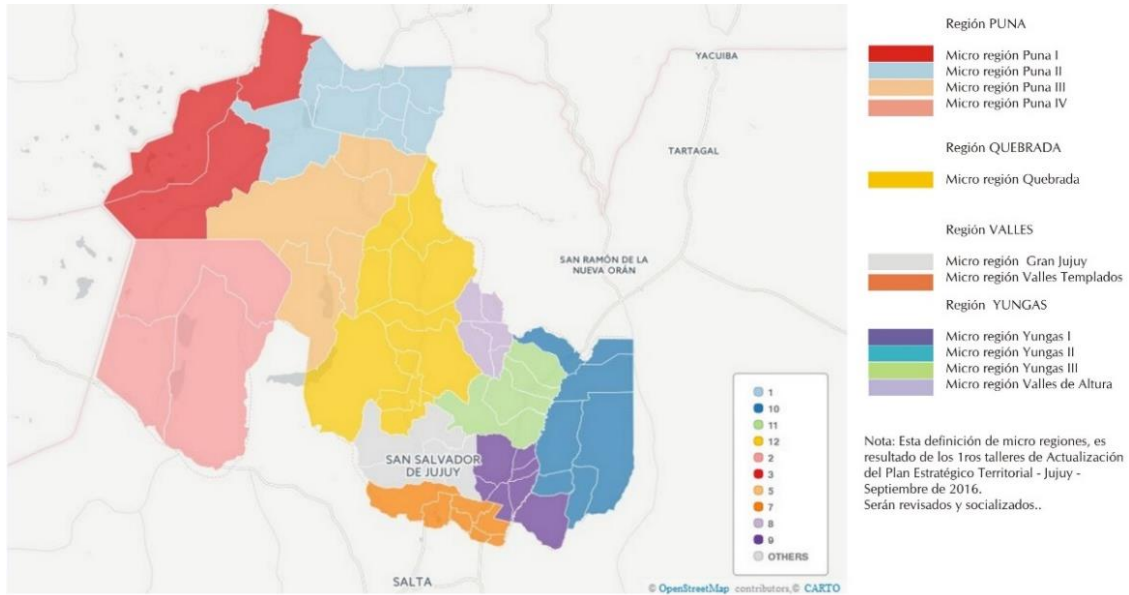 YACUIBA
TARTAGAL
SAN RAMÓN DE LA
NUEVA ORÁN
SAN SALVADOR
DE JUJUY
SALTA
1
10
11
12
2
3
5
7
8
9
OTHERS
© OpenStreetMap contributors,© CARTO
Región PUNA
Micro región Puna I
Micro región Puna II
Micro región Puna III
Micro región Puna IV
Región QUEBRADA
Micro región Quebrada
Región VALLES
Micro región Gran Jujuy
Micro región Valles Templados
Región YUNGAS
Micro región Yungas I
Micro región Yungas II
Micro región Yungas III
Micro región Valles de Altura
Nota: Esta definición de micro regiones, es
resultado de los 1ros talleres de Actualización
del Plan Estratégico Territorial - Jujuy -
Septiembre de 2016.
Serán revisados y socializados..